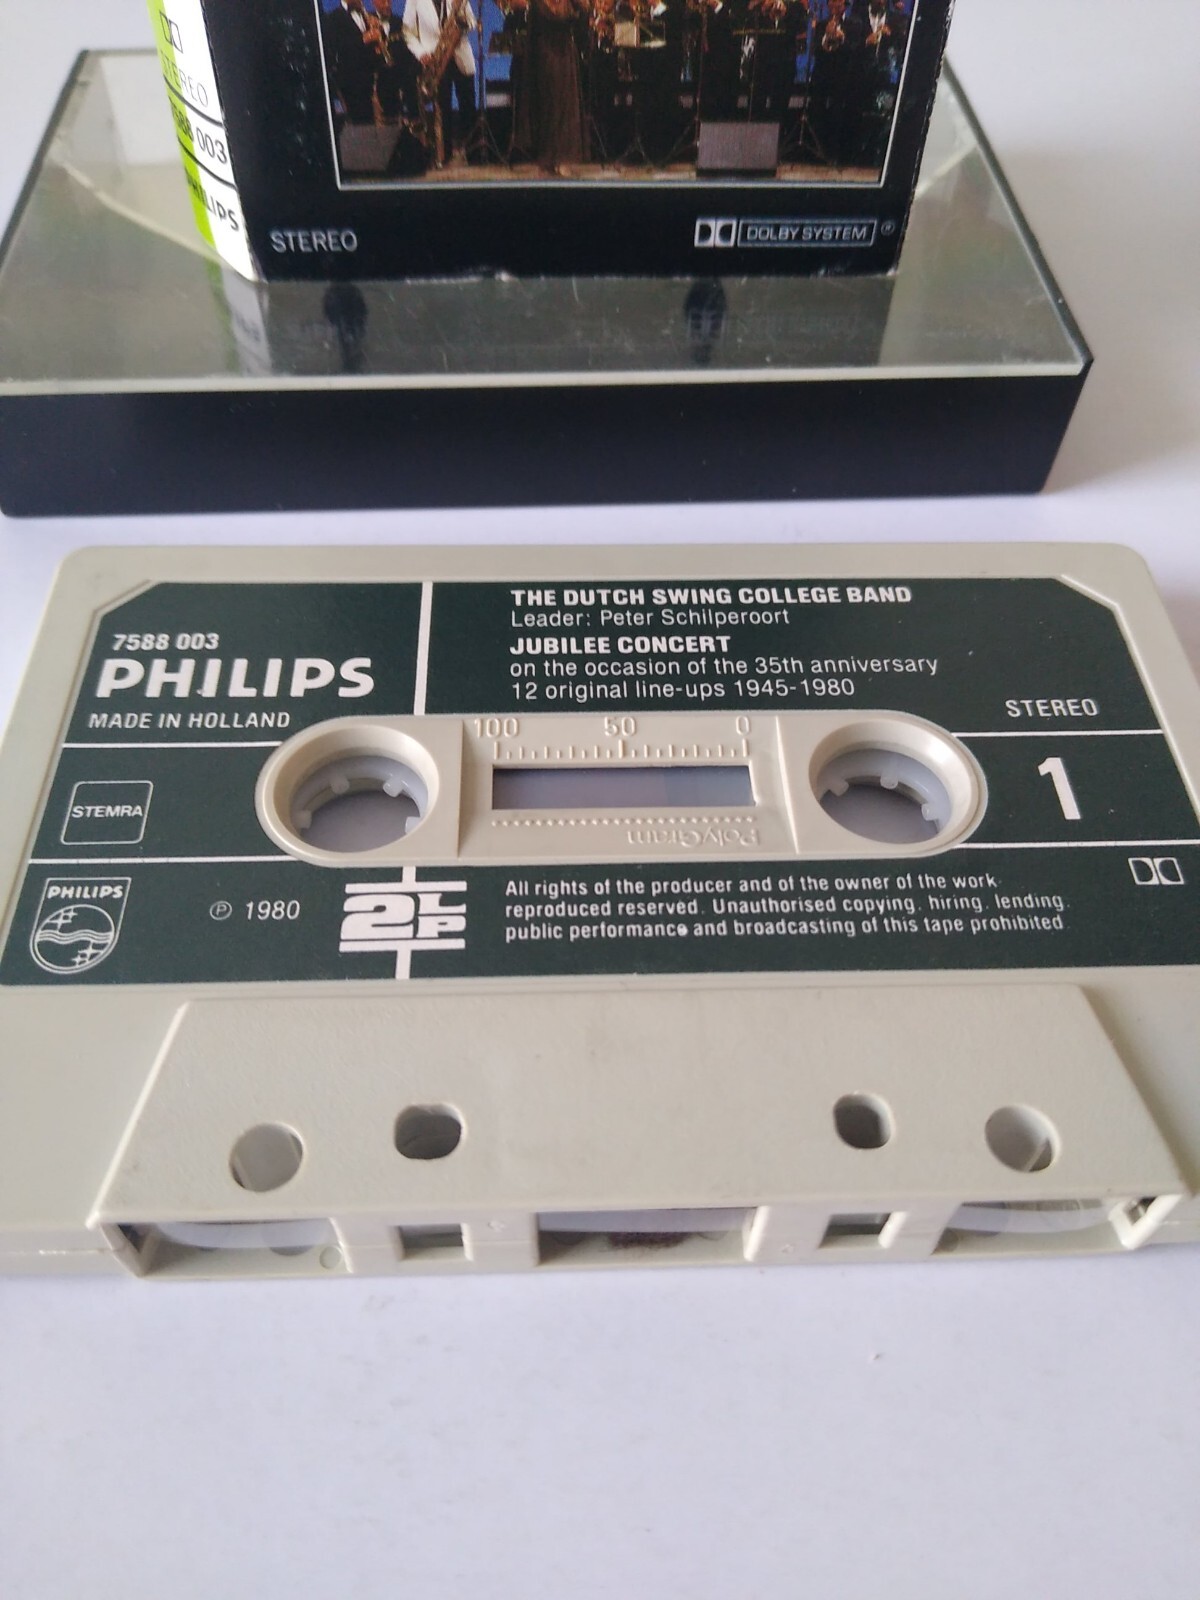 STEREO
003
PHILIPS
STEREO
DOLBY SYSTEM ®
THE DUTCH SWING COLLEGE BAND
Leader: Peter Schilperoort
JUBILEE CONCERT
on the occasion of the 35th anniversary
12 original line-ups 1945-1980
7588 003
PHILIPS
MADE IN HOLLAND
STEREO
100 50 0
1
STEMRA
PolyGram
PHILIPS
℗ 1980
2LP
All rights of the producer and of the owner of the work
reproduced reserved. Unauthorised copying, hiring, lending,
public performance and broadcasting of this tape prohibited